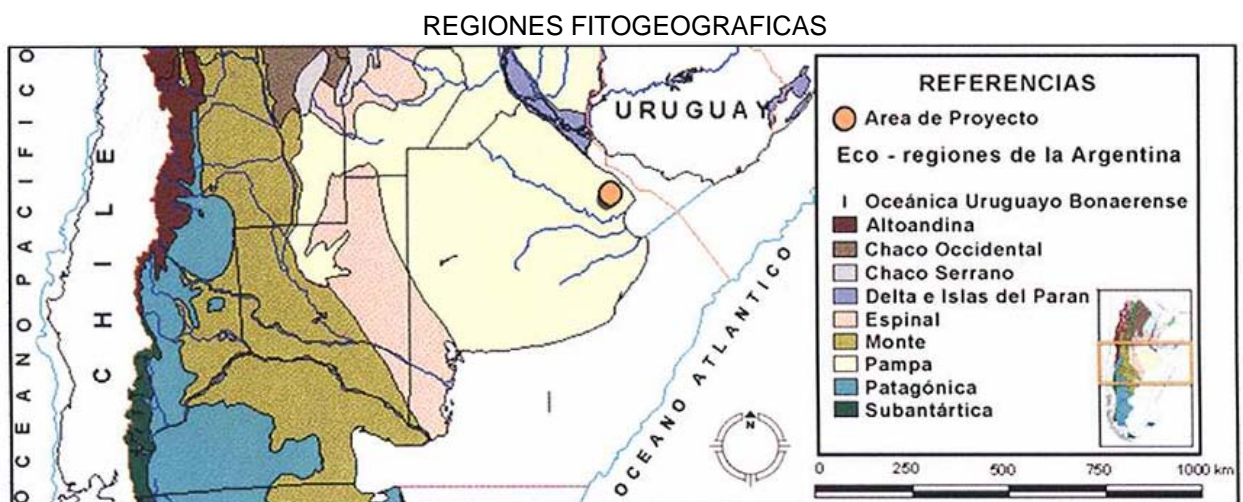 REGIONES FITOGEOGRAFICAS
OCEANO PACIFICO
CHILE
URUGUAY
OCEANO ATLANTICO
I
N
REFERENCIAS
Area de Proyecto
Eco - regiones de la Argentina
I Oceánica Uruguayo Bonaerense
Altoandina
Chaco Occidental
Chaco Serrano
Delta e Islas del Paran
Espinal
Monte
Pampa
Patagónica
Subantártica
0 250 500 750 1000 km